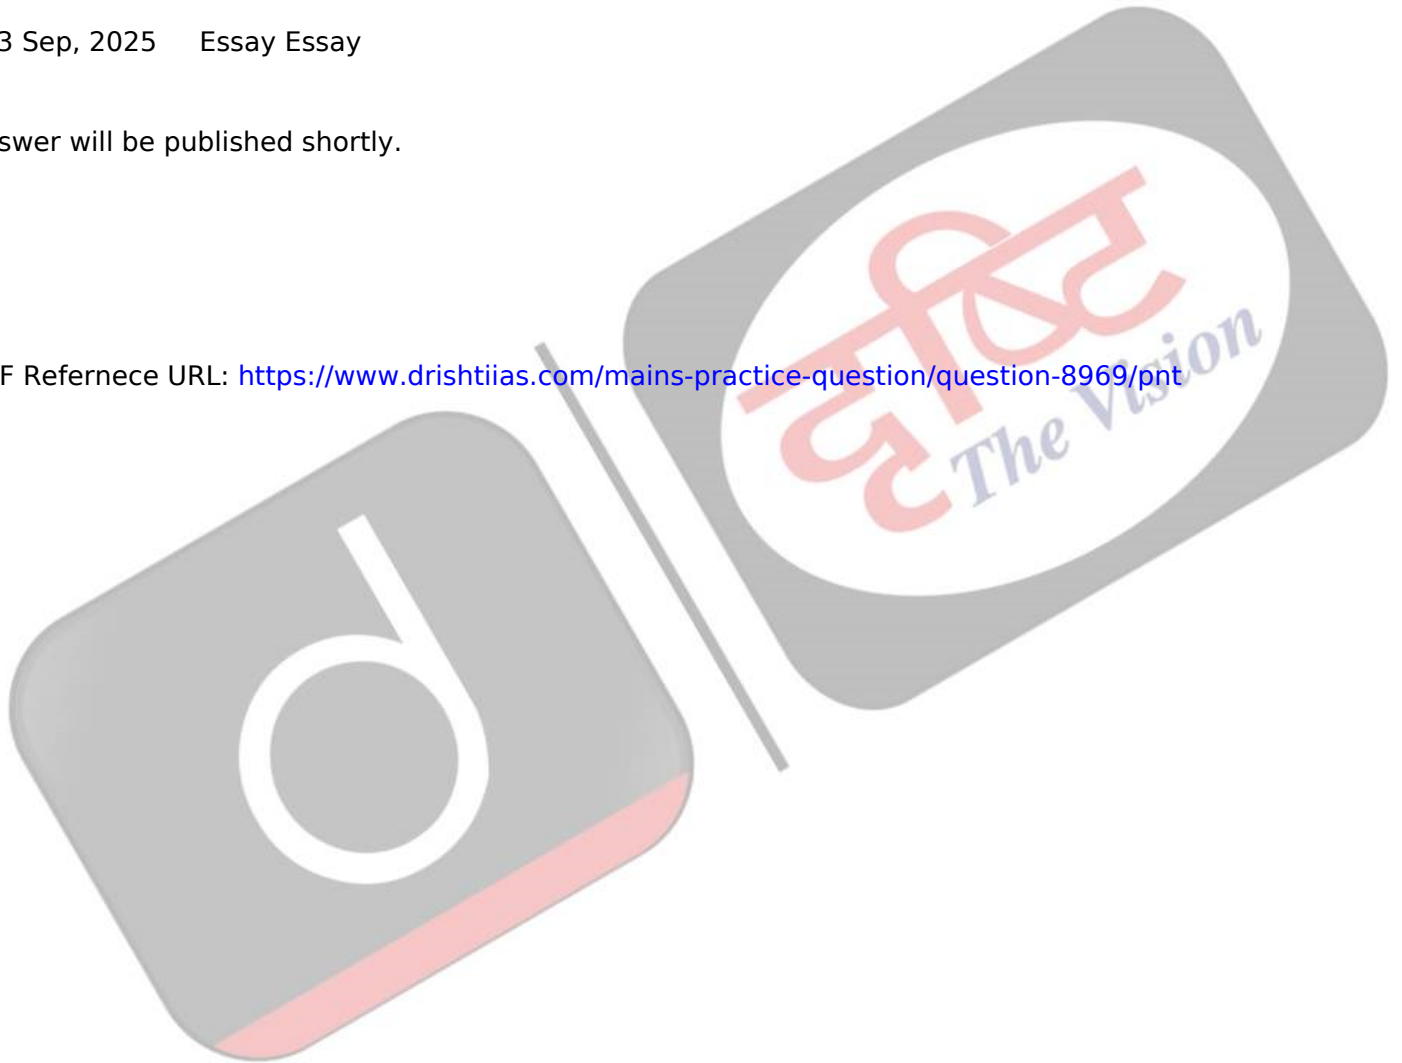 3 Sep, 2025 Essay Essay
swer will be published shortly.
F Refernece URL: https://www.drishtiias.com/mains-practice-question/question-8969/pnt
दृष्टि
The Vision
d